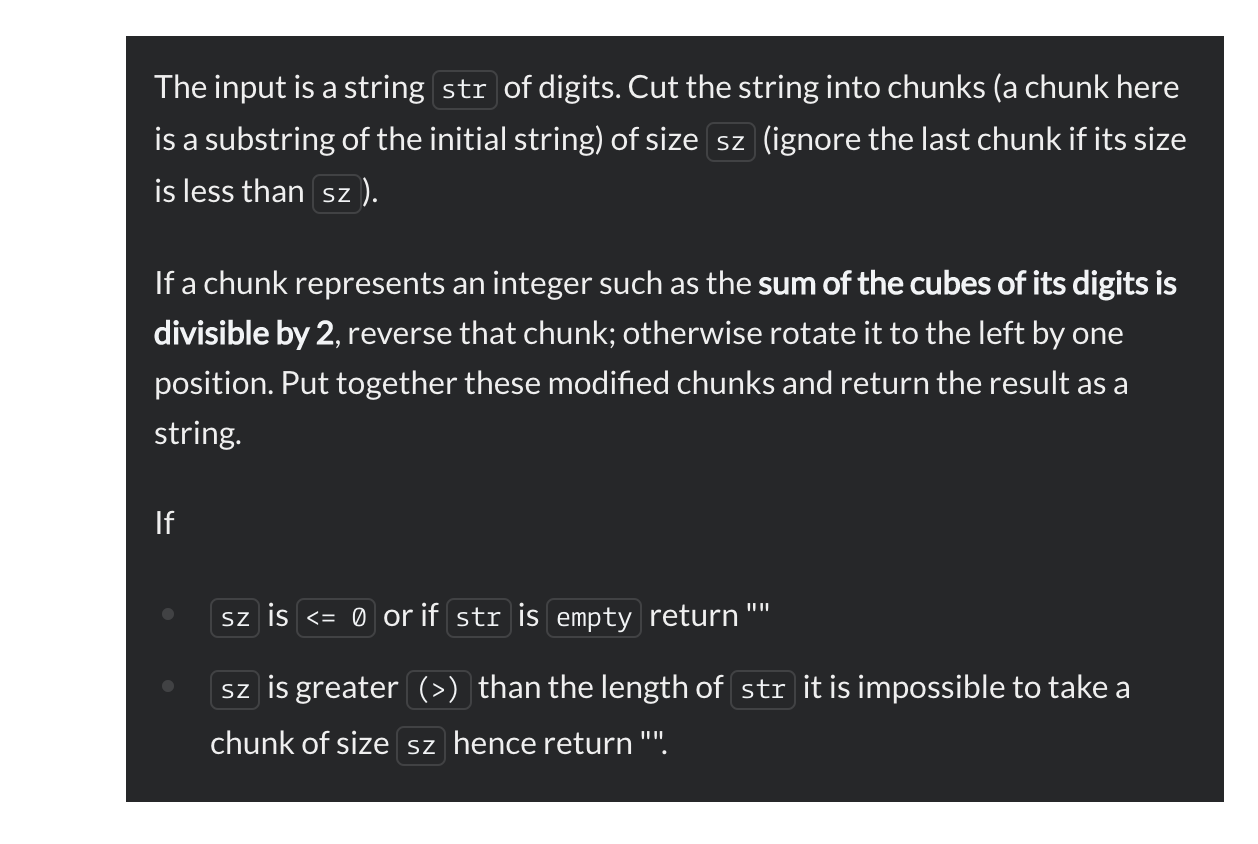 The input is a string str of digits. Cut the string into chunks (a chunk here
is a substring of the initial string) of size sz (ignore the last chunk if its size
is less than sz).
If a chunk represents an integer such as the sum of the cubes of its digits is
divisible by 2, reverse that chunk; otherwise rotate it to the left by one
position. Put together these modified chunks and return the result as a
string.
If
sz is <= 0 or if str is empty return ""
sz is greater (>) than the length of str it is impossible to take a
chunk of size sz hence return "".